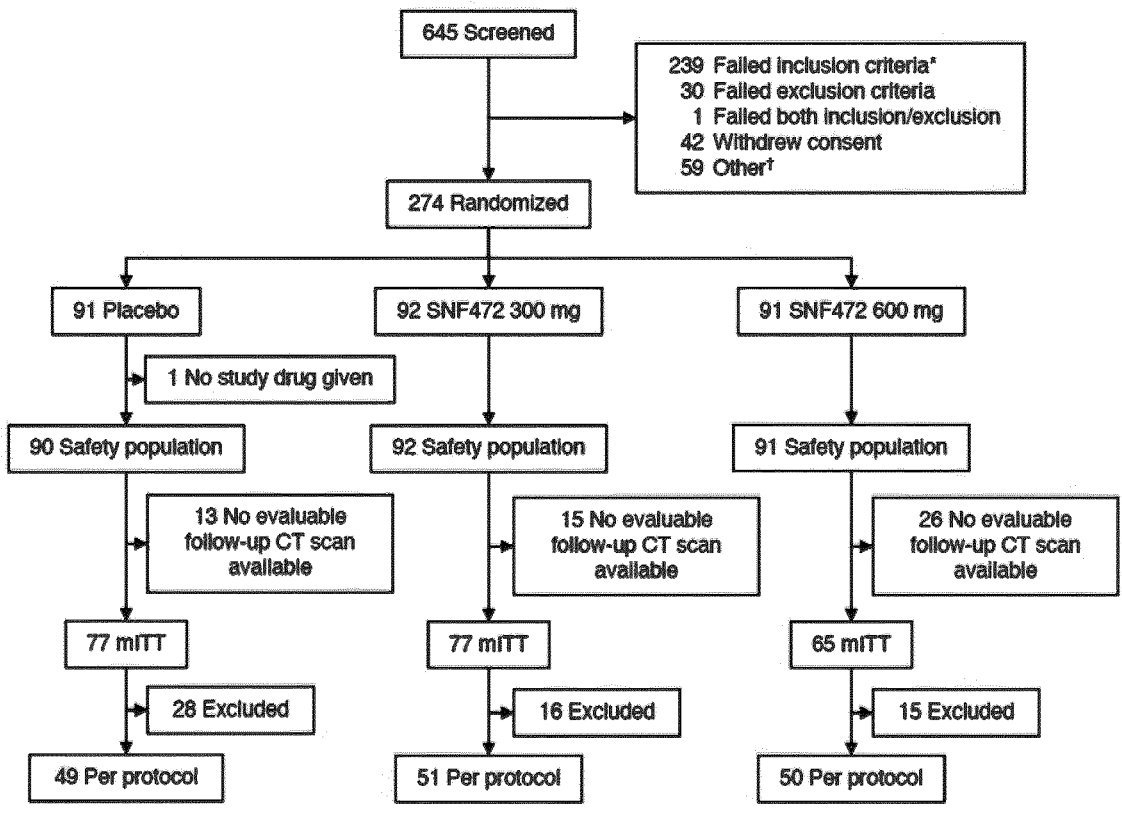 645 Screened
239 Failed inclusion criteria*
30 Failed exclusion criteria
1 Failed both inclusion/exclusion
42 Withdrew consent
59 Other†
274 Randomized
91 Placebo
92 SNF472 300 mg
91 SNF472 600 mg
1 No study drug given
90 Safety population
92 Safety population
91 Safety population
13 No evaluable
follow-up CT scan
available
15 No evaluable
follow-up CT scan
available
26 No evaluable
follow-up CT scan
available
77 mITT
77 mITT
65 mITT
28 Excluded
16 Excluded
15 Excluded
49 Per protocol
51 Per protocol
50 Per protocol